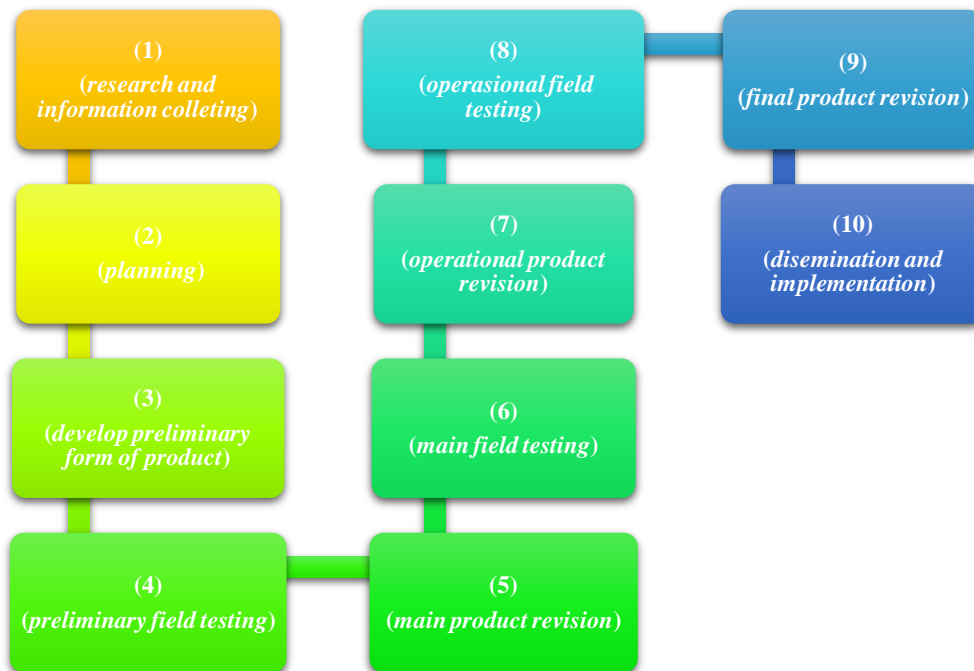 (1)
(research and
information colleting)
(2)
(planning)
(3)
(develop preliminary
form of product)
(4)
(preliminary field testing)
(5)
(main product revision)
(6)
(main field testing)
(7)
(operational product
revision)
(8)
(operasional field
testing)
(9)
(final product revision)
(10)
(disemination and
implementation)